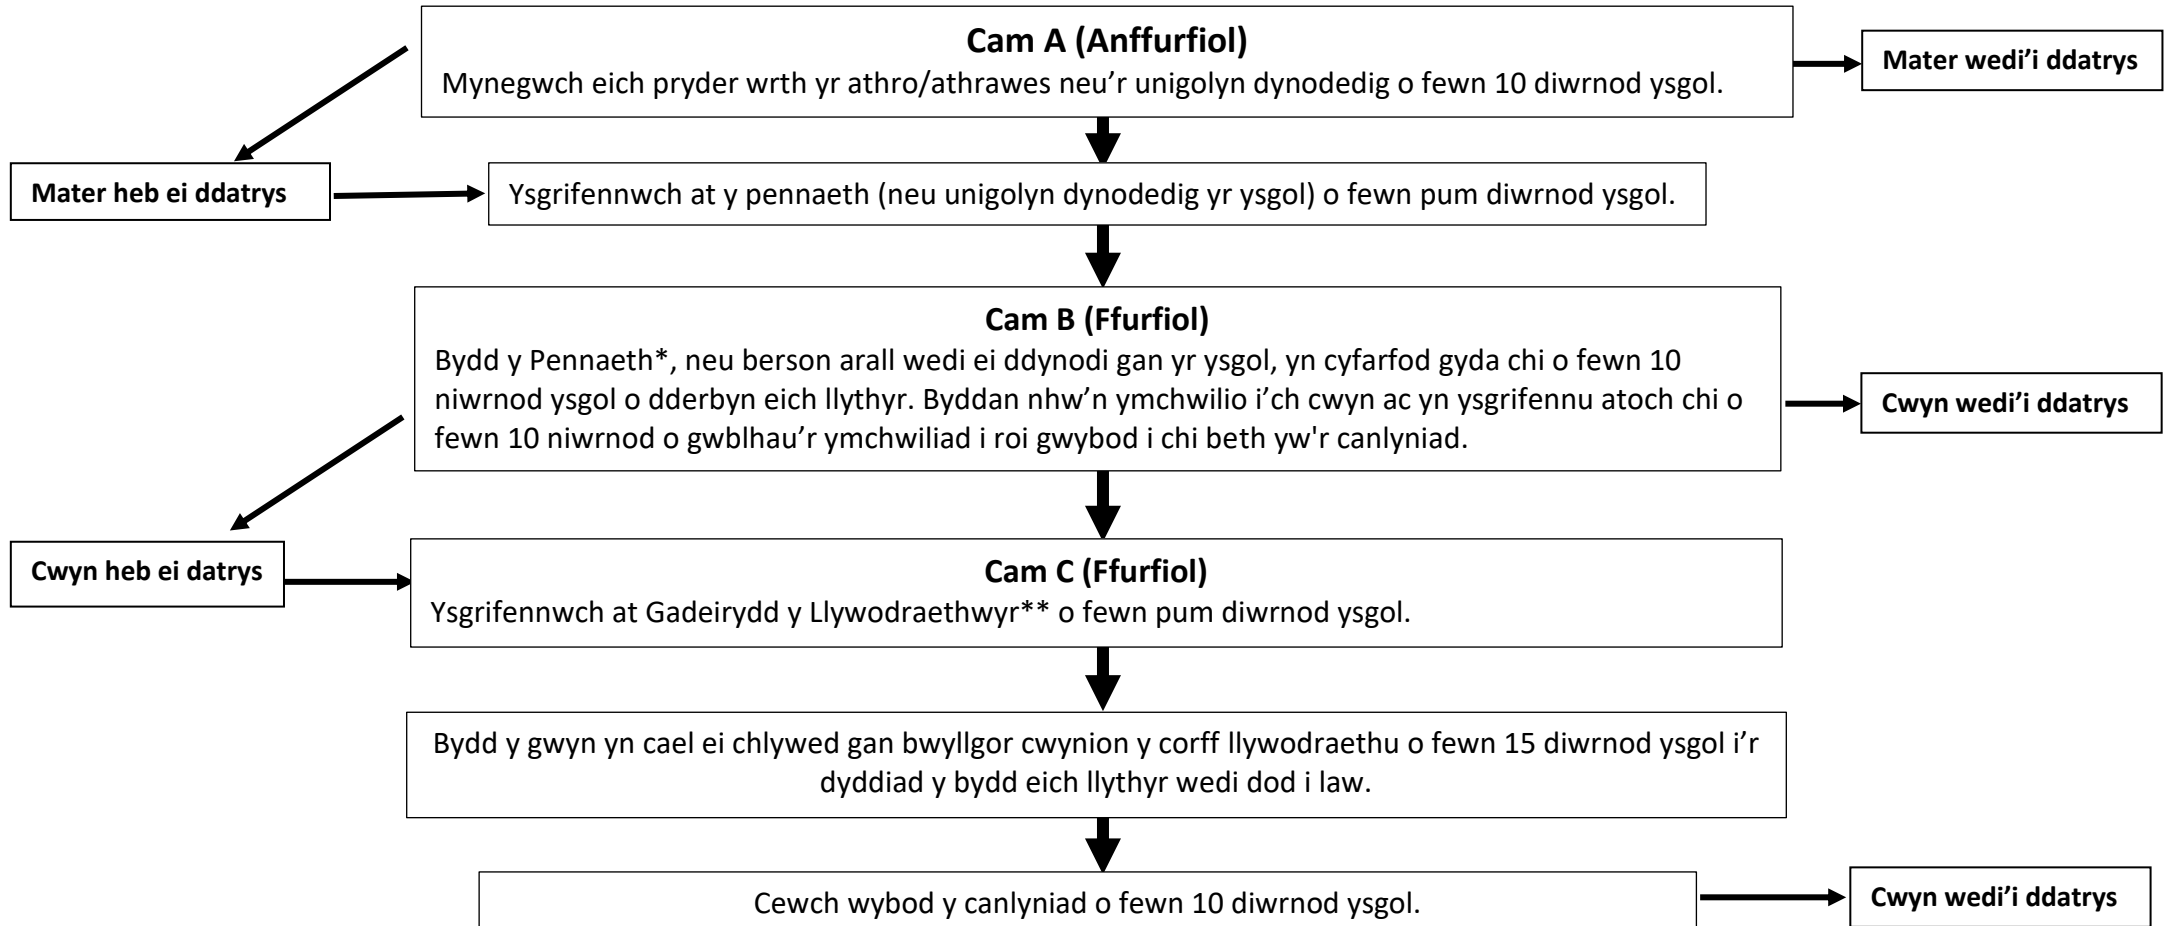 Cam A (Anffurfiol)
Mynegwch eich pryder wrth yr athro/athrawes neu’r unigolyn dynodedig o fewn 10 diwrnod ysgol.
Mater wedi’i ddatrys
Mater heb ei ddatrys
Ysgrifennwch at y pennaeth (neu unigolyn dynodedig yr ysgol) o fewn pum diwrnod ysgol.
Cam B (Ffurfiol)
Bydd y Pennaeth*, neu berson arall wedi ei ddynodi gan yr ysgol, yn cyfarfod gyda chi o fewn 10
niwrnod ysgol o dderbyn eich llythyr. Byddan nhw’n ymchwilio i’ch cwyn ac yn ysgrifennu atoch chi o
fewn 10 niwrnod o gwblhau’r ymchwiliad i roi gwybod i chi beth yw'r canlyniad.
Cwyn wedi’i ddatrys
Cwyn heb ei datrys
Cam C (Ffurfiol)
Ysgrifennwch at Gadeirydd y Llywodraethwyr** o fewn pum diwrnod ysgol.
Bydd y gwyn yn cael ei chlywed gan bwyllgor cwynion y corff llywodraethu o fewn 15 diwrnod ysgol i’r
dyddiad y bydd eich llythyr wedi dod i law.
Cewch wybod y canlyniad o fewn 10 diwrnod ysgol.
Cwyn wedi’i ddatrys